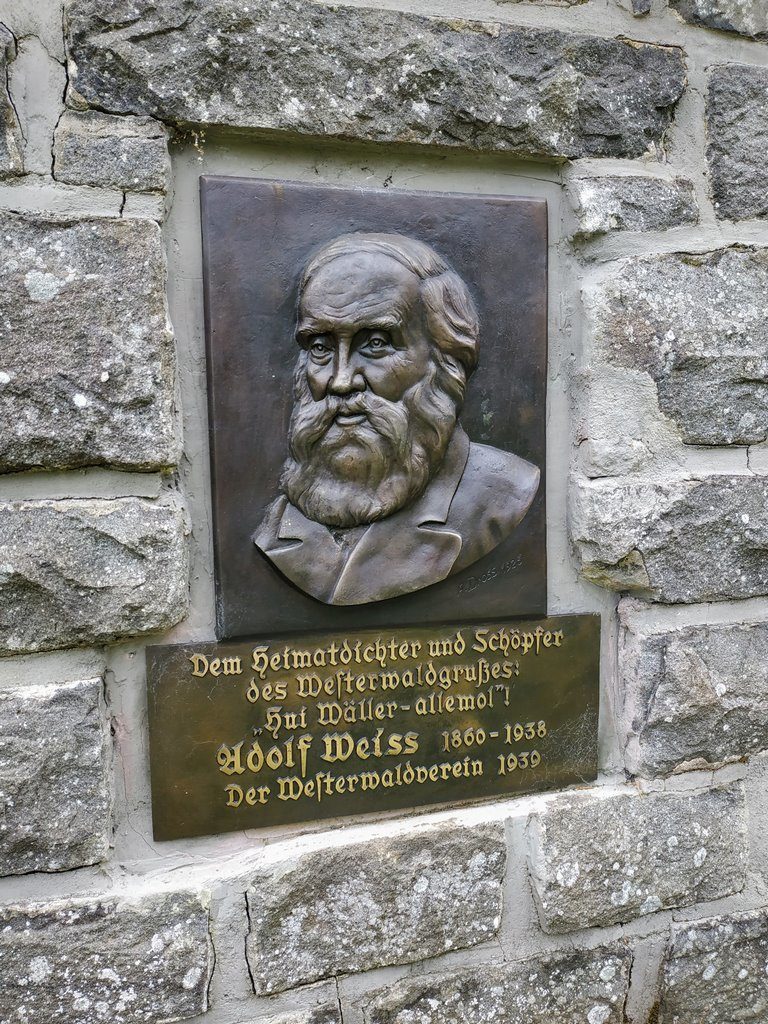 Dem Heimatdichter und Schöpfer
des Weſterwaldgrußes:
„Hui Wäller-allemol"!
Adolf Weiss 1860-1938
Der Weſterwaldverein 1939